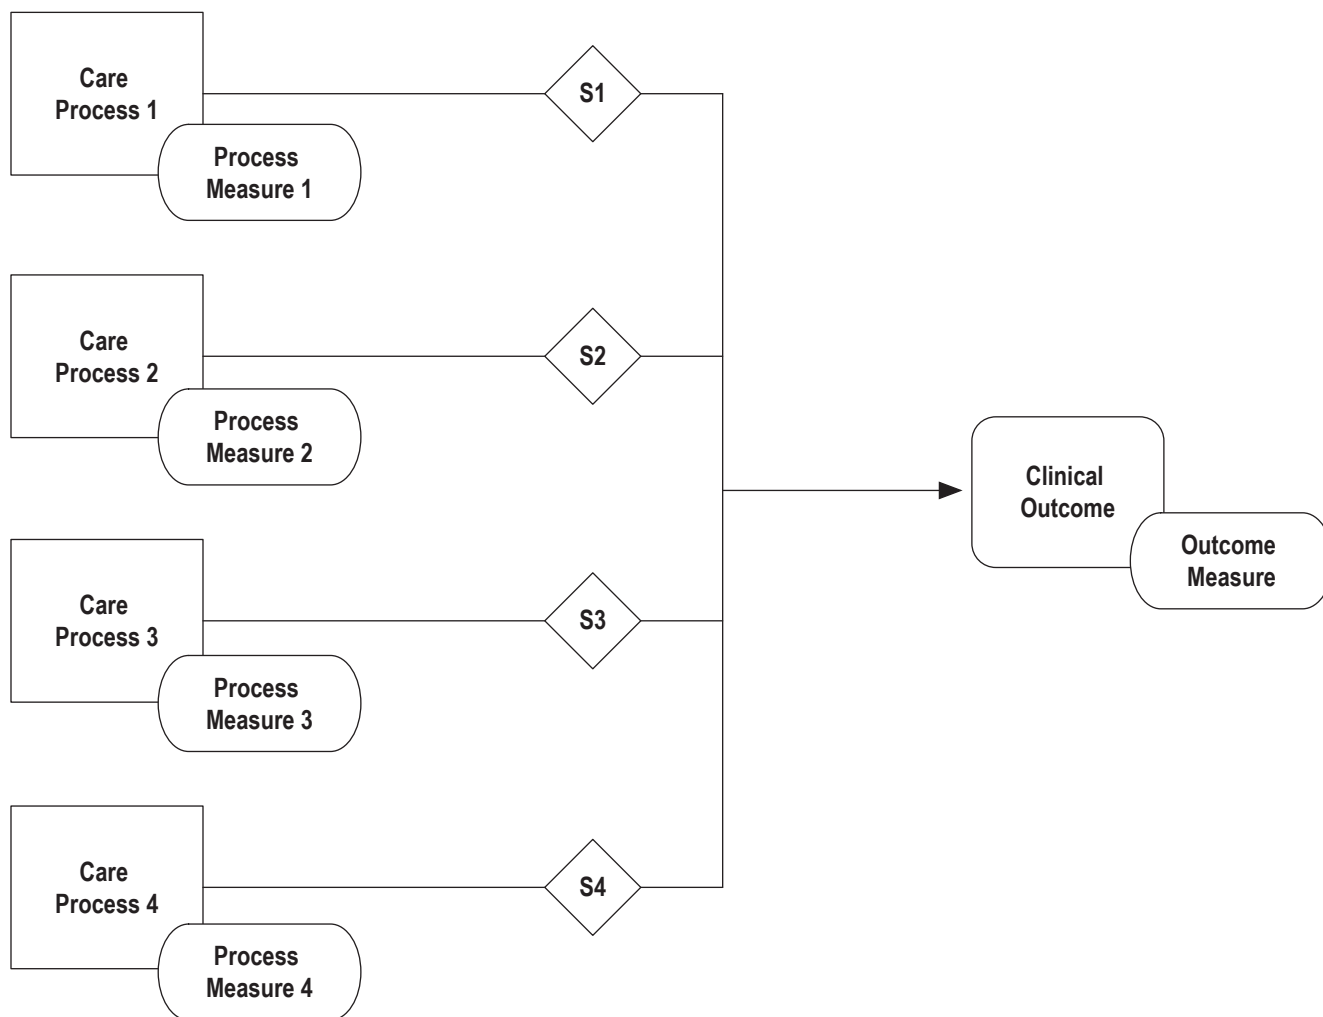 Care
Process 1
Process
Measure 1
S1
Care
Process 2
Process
Measure 2
S2
Clinical
Outcome
Outcome
Measure
Care
Process 3
Process
Measure 3
S3
Care
Process 4
Process
Measure 4
S4